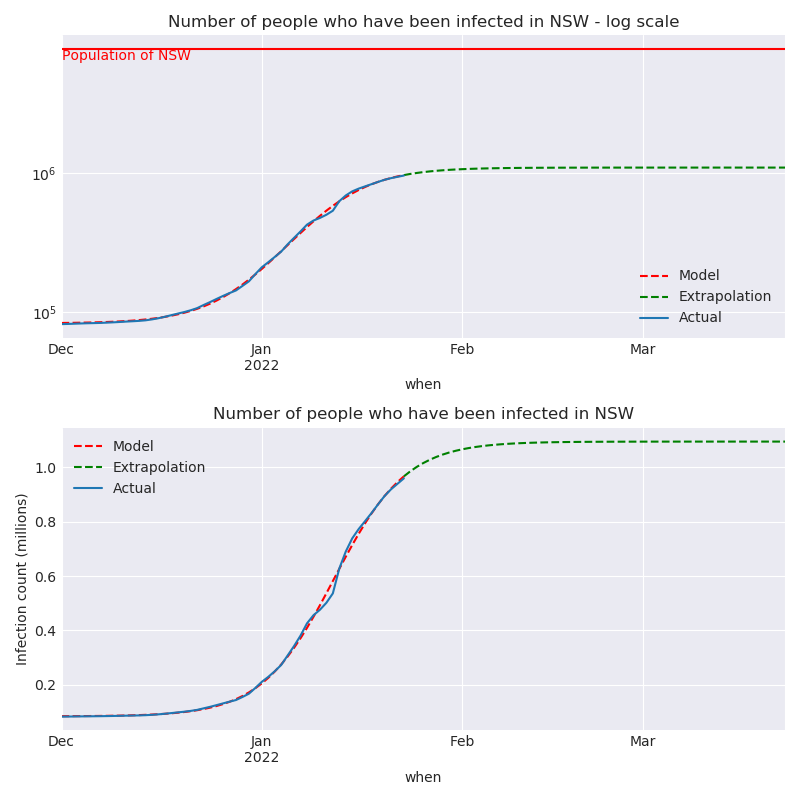 Number of people who have been infected in NSW - log scale
Population of NSW
10^6
10^5
Model
Extrapolation
Actual
Dec
Jan
2022
Feb
Mar
when
Number of people who have been infected in NSW
Model
Extrapolation
Actual
Infection count (millions)
1.0
0.8
0.6
0.4
0.2
Dec
Jan
2022
Feb
Mar
when